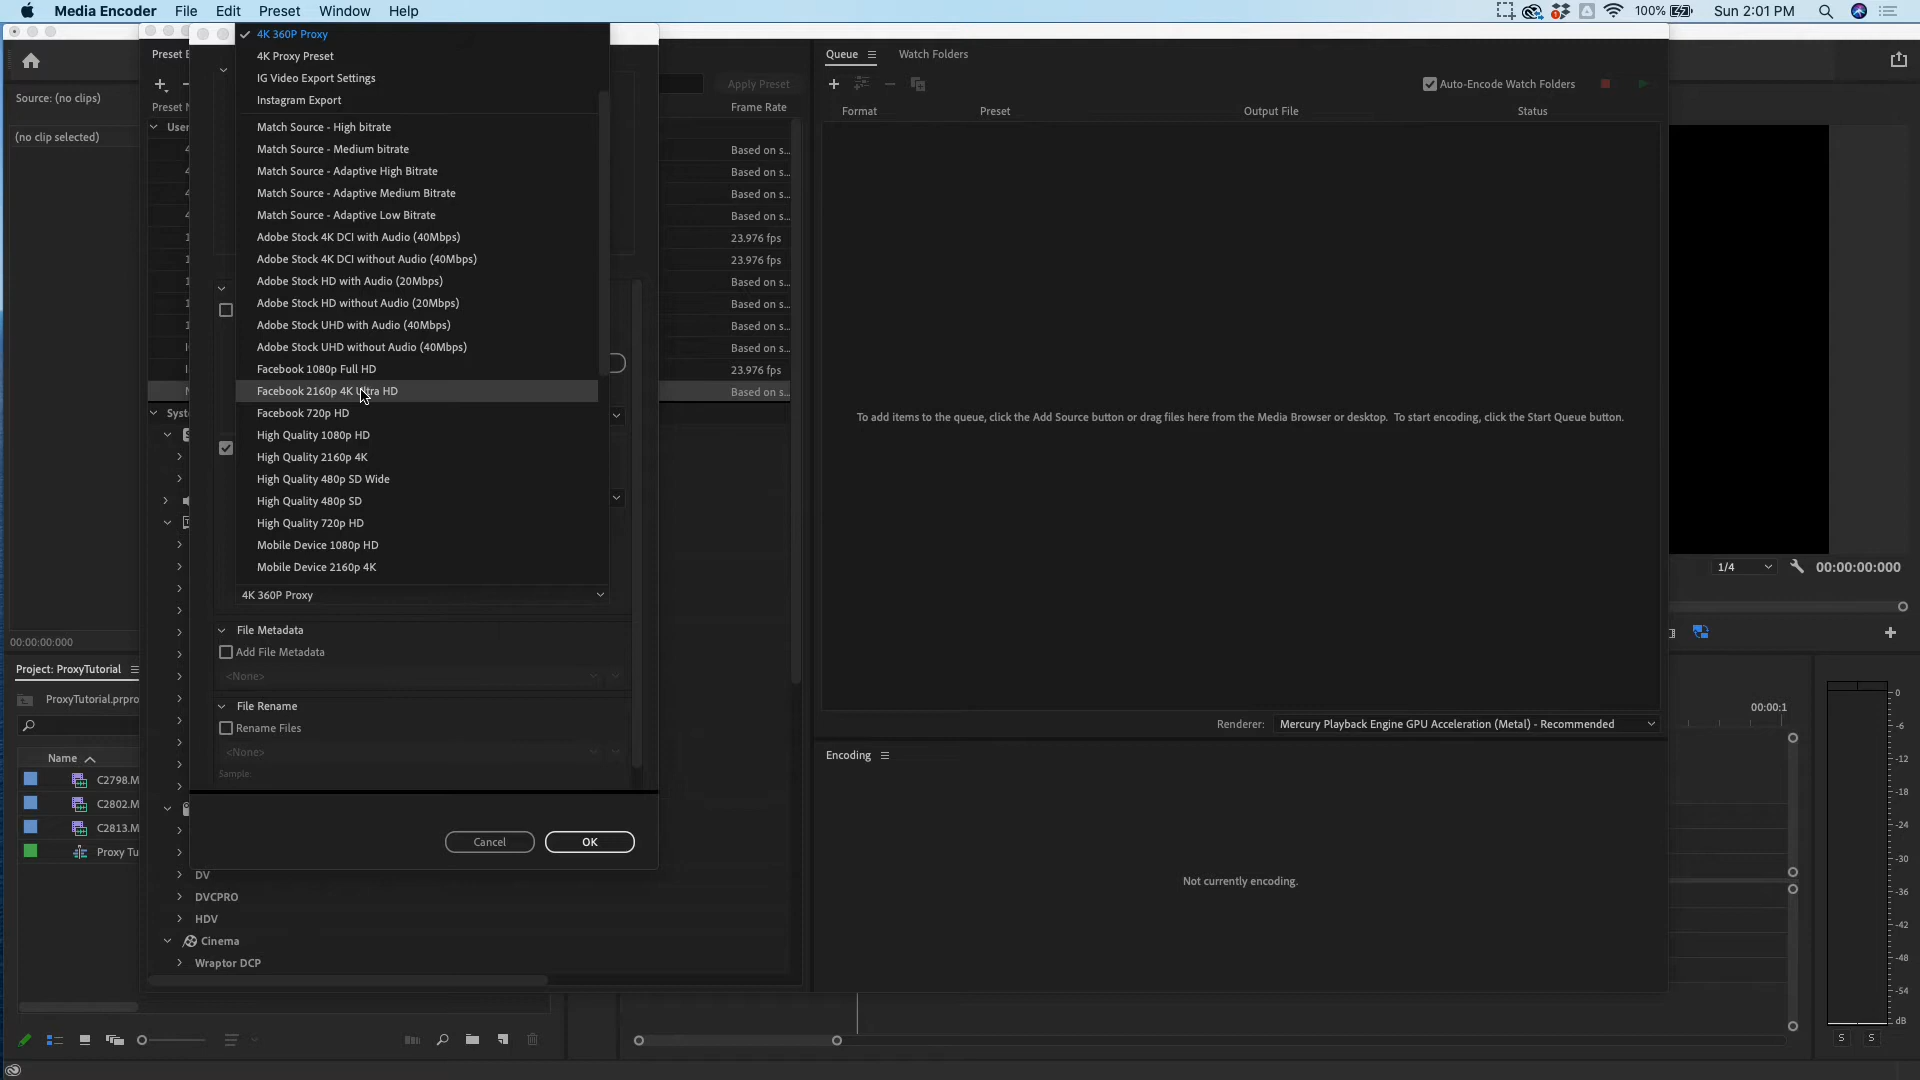 Media Encoder File Edit Preset Window Help
100% Sun 2:01 PM
Source: (no clips)
(no clip selected)
00:00:00:000
Project: ProxyTutorial
ProxyTutorial.prpro
Name
C2798.M
C2802.M
C2813.M
Proxy Tu
Preset
Apply Preset
Frame Rate
User
Based on s...
Based on s...
Based on s...
Based on s...
23.976 fps
23.976 fps
Based on s...
Based on s...
Based on s...
Based on s...
23.976 fps
Based on s...
Syst
4K 360P Proxy
4K Proxy Preset
IG Video Export Settings
Instagram Export
Match Source - High bitrate
Match Source - Medium bitrate
Match Source - Adaptive High Bitrate
Match Source - Adaptive Medium Bitrate
Match Source - Adaptive Low Bitrate
Adobe Stock 4K DCI with Audio (40Mbps)
Adobe Stock 4K DCI without Audio (40Mbps)
Adobe Stock HD with Audio (20Mbps)
Adobe Stock HD without Audio (20Mbps)
Adobe Stock UHD with Audio (40Mbps)
Adobe Stock UHD without Audio (40Mbps)
Facebook 1080p Full HD
Facebook 2160p 4K Ultra HD
Facebook 720p HD
High Quality 1080p HD
High Quality 2160p 4K
High Quality 480p SD Wide
High Quality 480p SD
High Quality 720p HD
Mobile Device 1080p HD
Mobile Device 2160p 4K
4K 360P Proxy
File Metadata
Add File Metadata
<None>
File Rename
Rename Files
<None>
Sample:
Cancel OK
DV
DVCPRO
HDV
Cinema
Wraptor DCP
Queue Watch Folders
Auto-Encode Watch Folders
Format Preset Output File Status
To add items to the queue, click the Add Source button or drag files here from the Media Browser or desktop. To start encoding, click the Start Queue button.
Renderer: Mercury Playback Engine GPU Acceleration (Metal) - Recommended
Encoding
Not currently encoding.
1/4 00:00:00:000
00:00:1
0
-6
-12
-18
-24
-30
-36
-42
-48
-54
dB
S S